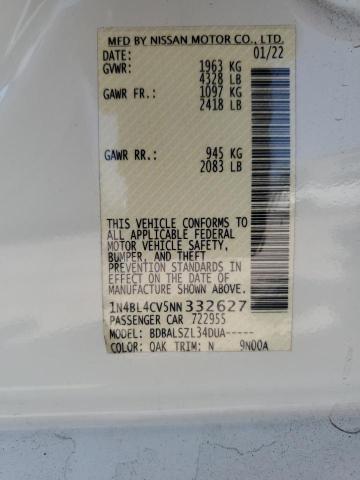 MFD BY NISSAN MOTOR CO., LTD.
DATE: 01/22
GVWR: 1963 KG
4328 LB
GAWR FR.: 1097 KG
2418 LB
GAWR RR.: 945 KG
2083 LB
THIS VEHICLE CONFORMS TO
ALL APPLICABLE FEDERAL
MOTOR VEHICLE SAFETY,
BUMPER, AND THEFT
PREVENTION STANDARDS IN
EFFECT ON THE DATE OF
MANUFACTURE SHOWN ABOVE.
1N4BL4CV5NN332627
PASSENGER CAR 722955
MODEL: BDBALSZL34DUA-----
COLOR: QAK TRIM: N 9N00A